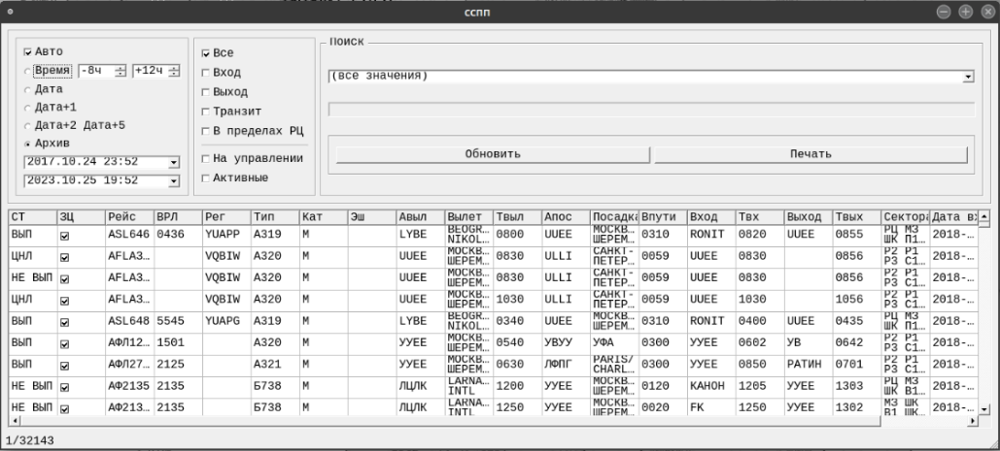 ссПП
Авто
Время -8ч +12ч
Дата
Дата+1
Дата+2 Дата+5
Архив
2017.10.24 23:52
2023.10.25 19:52
Все
Вход
Выход
Транзит
В пределах РЦ
На управлении
Активные
Поиск
(все значения)
Обновить Печать
СТ ЗЦ Рейс ВРЛ Рег Тип Кат Эш Авыл Вылет Твыл Апос Посадка Впути Вход Твх Выход Твых Сектора Дата
ВЫП ASL646 0436 YUAPP A319 M LYBE BEOGR… 0800 UUEE МОСКВ… 0310 RONIT 0820 UUEE 0855 РЦ М3 2018-…
NIKOL… ШЕРЕМ… ШК П1…
ЦНЛ AFLA3… VQBIW A320 M UUEE МОСКВ… 0830 ULLI САНКТ- 0059 UUEE 0830 0856 Р2 Р1 2018-…
ШЕРЕМ… ПЕТЕР… Р3 С1…
НЕ ВЫП AFLA3… VQBIW A320 M UUEE МОСКВ… 0830 ULLI САНКТ- 0059 UUEE 0830 0856 Р2 Р1 2018-…
ШЕРЕМ… ПЕТЕР… Р3 С1…
ЦНЛ AFLA3… VQBIW A320 M UUEE МОСКВ… 1030 ULLI САНКТ- 0059 UUEE 1030 1056 Р2 Р1 2018-…
ШЕРЕМ… ПЕТЕР… Р3 С1…
ВЫП ASL648 5545 YUAPG A319 M LYBE BEOGR… 0340 UUEE МОСКВ… 0310 RONIT 0400 UUEE 0435 РЦ М3 2018-…
NIKOL… ШЕРЕМ… ШК П1…
ВЫП АФЛ12… 1501 А320 М УУЕЕ МОСКВ… 0540 УВУУ УФА 0300 УУЕЕ 0602 УВ 0642 Р2 Р1 2018-…
ШЕРЕМ… Р3 С1…
ВЫП АФЛ27… 2125 А321 М УУЕЕ МОСКВ… 0630 ЛФПГ PARIS/ 0300 УУЕЕ 0850 РАТИН 0701 Р2 Р1 2018-…
ШЕРЕМ… CHARL… Р3 С1…
НЕ ВЫП АФ2135 2135 Б738 М ЛЦЛК LARNA… 1200 УУЕЕ МОСКВ… 0120 КАНОН 1205 УУЕЕ 1303 РЦ М3 2018-…
INTL ШЕРЕМ… ШК В1…
НЕ ВЫП АФ213… 2135 Б738 М ЛЦЛК LARNA… 1250 УУЕЕ МОСКВ… 0020 FK 1250 УУЕЕ 1302 М3 ШК 2018-…
INTL ШЕРЕМ… В1 ШК…
1/32143